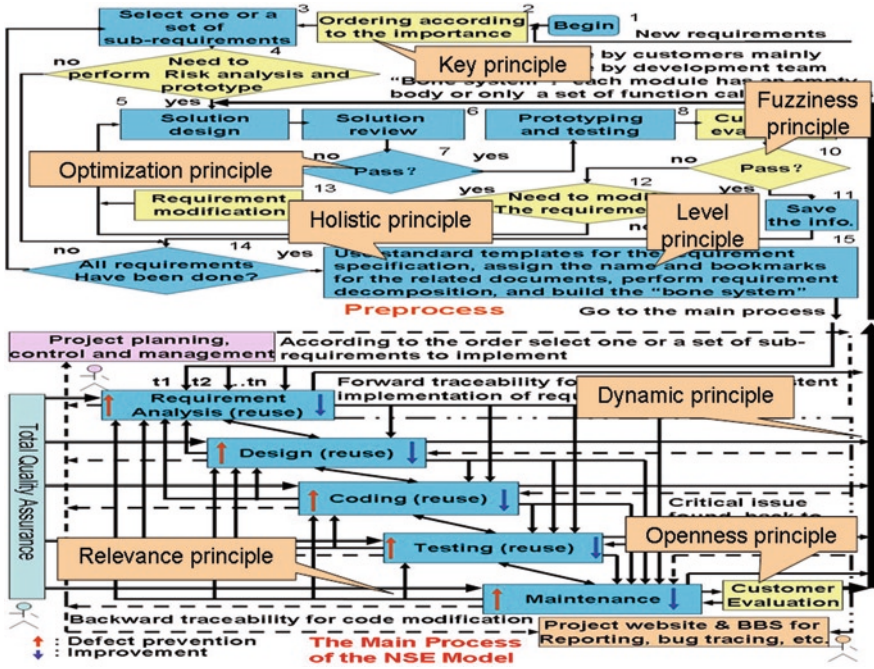 Select one or a
set of
sub-requirements
3
Ordering according
to the importance
2
Begin
1
New requirements
no
4
Need to
perform Risk analysis and
prototype
Key principle
by customers mainly
by development team
each module has an empty
body or only a set of function
yes
5
Solution
design
6
Solution
review
Prototyping
and testing
8
Fuzziness
principle
no
7
Pass?
yes
Optimization principle
no
10
Pass?
Requirement
modification
13
yes
Need to
The
12
yes
11
Save
the info.
no
Holistic principle
Level
principle
no
14
All requirements
Have been done?
yes
15
standard templates for the
specification, assign the name and bookmarks
for the related documents, perform requirement
decomposition, and build the "bone system"
Preprocess
Go to the main process
Project planning,
control and management
According to the order select one or a set of sub-
requirements to implement
t1 t2 ...tn
Forward traceability
implementation of
Dynamic principle
Total Quality Assurance
Requirement
Analysis (reuse)
Design (reuse)
Coding (reuse)
Critical issue
Testing (reuse)
Openness principle
Relevance principle
Maintenance
Customer
Evaluation
Backward traceability for code modification
Project website & BBS for
Reporting, bug tracing, etc.
: Defect prevention
: Improvement
The Main Process
of the NSE Model